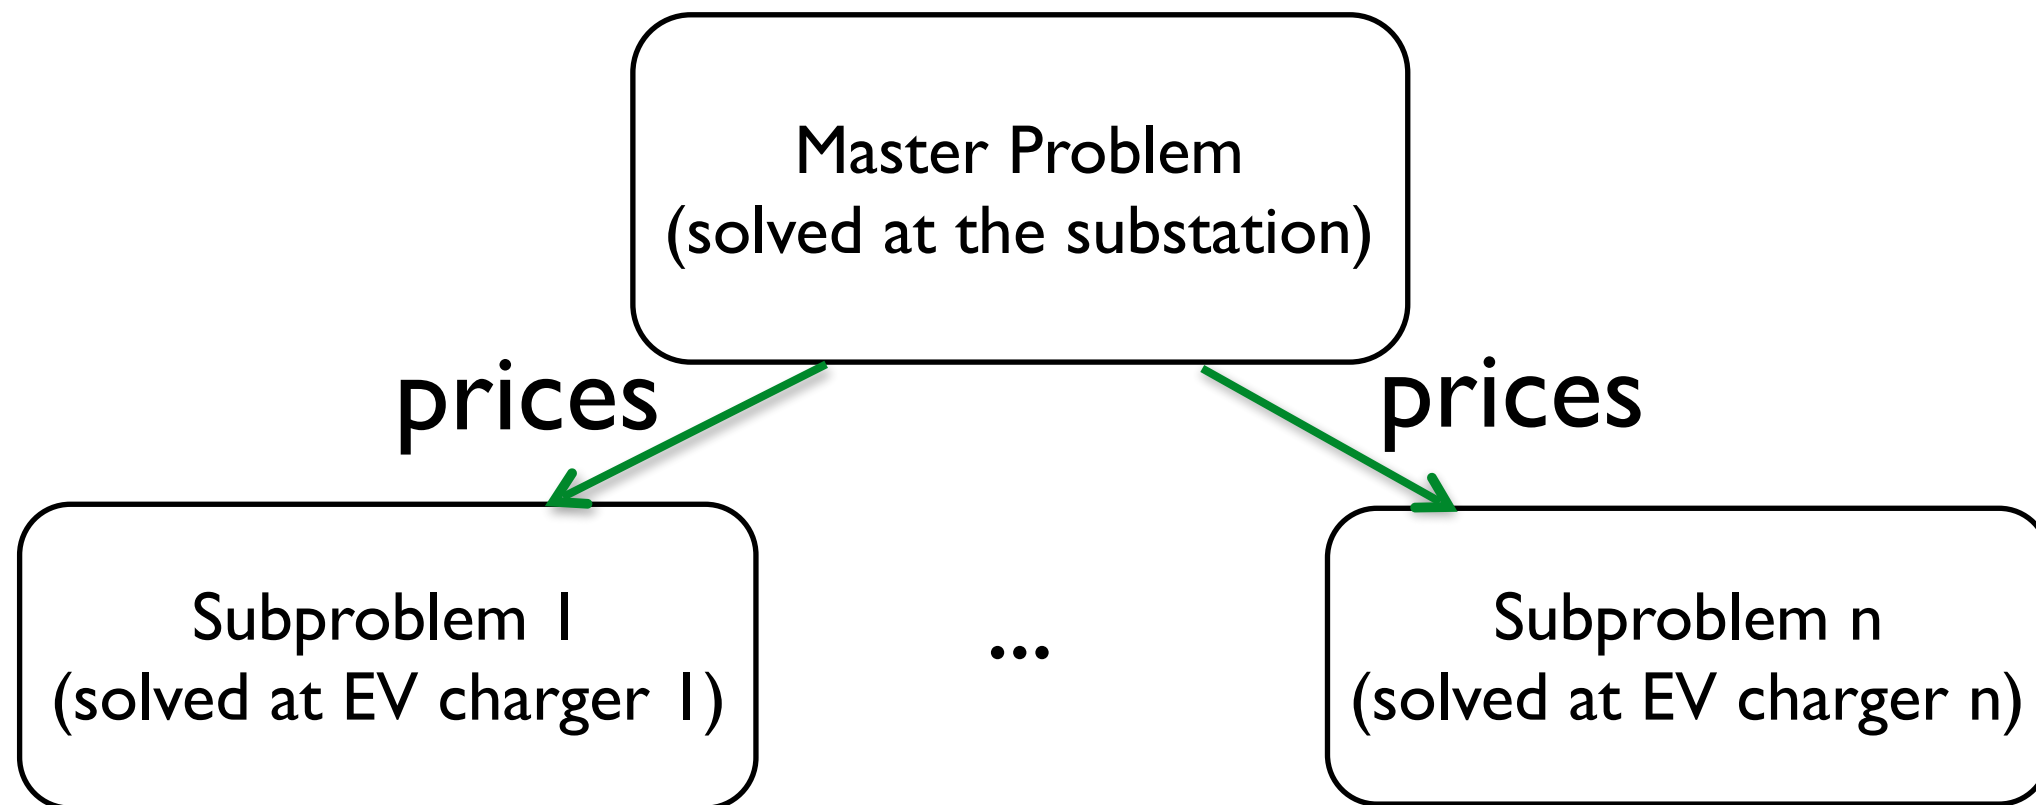 Master Problem
(solved at the substation)
prices
prices
Subproblem 1
(solved at EV charger 1)
...
Subproblem n
(solved at EV charger n)